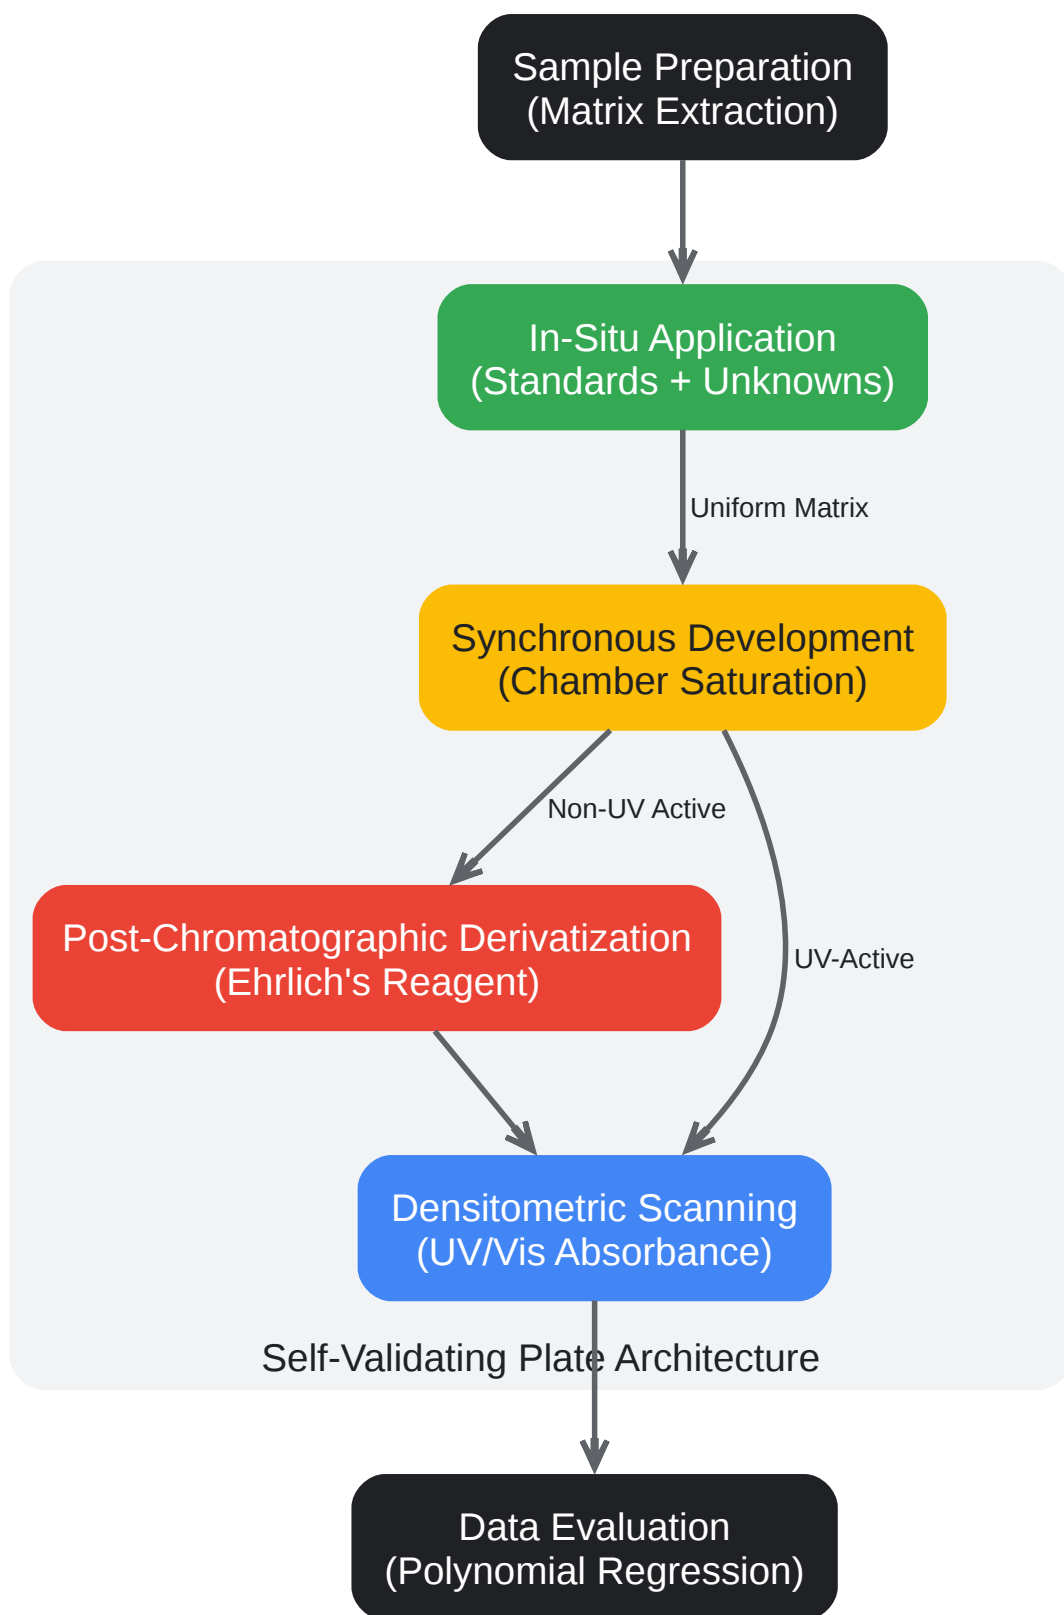 Sample Preparation
(Matrix Extraction)
In-Situ Application
(Standards + Unknowns)
Uniform Matrix
Synchronous Development
(Chamber Saturation)
Non-UV Active
Post-Chromatographic Derivatization
(Ehrlich's Reagent)
UV-Active
Densitometric Scanning
(UV/Vis Absorbance)
Self-Validating Plate Architecture
Data Evaluation
(Polynomial Regression)